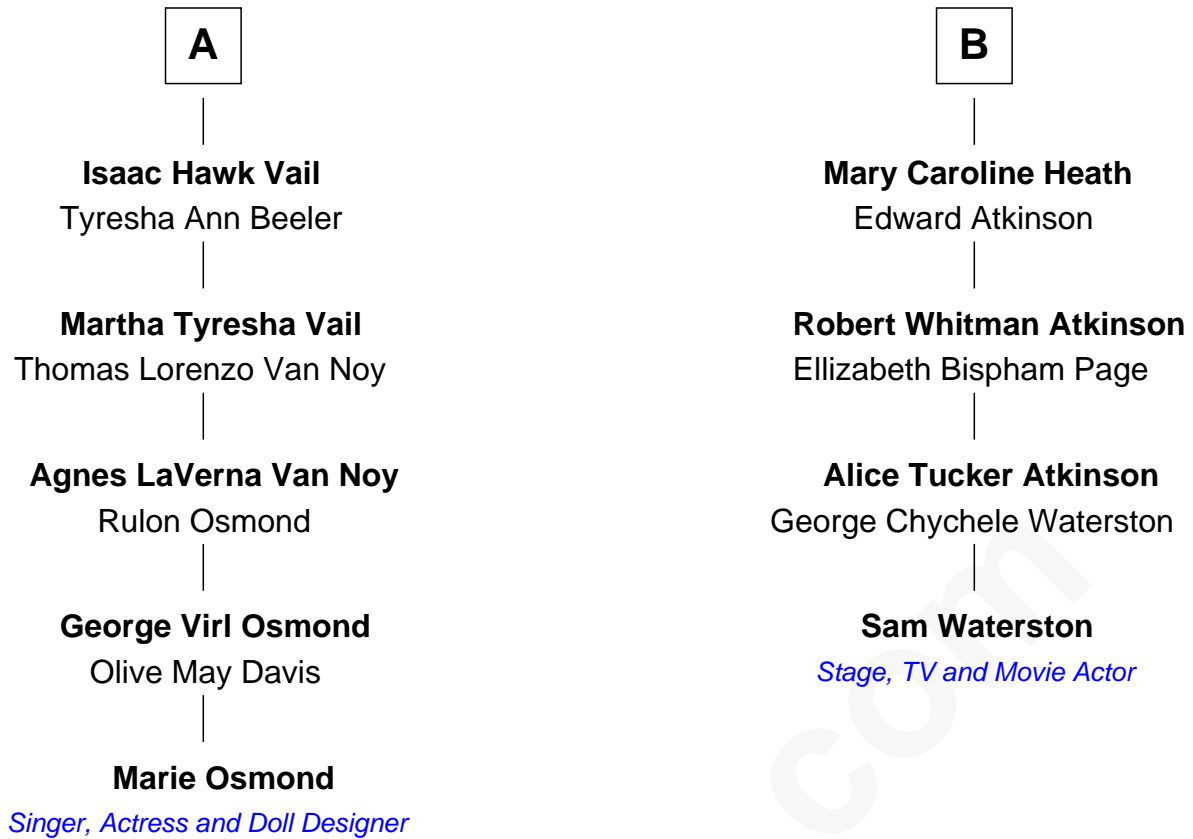 A
Isaac Hawk Vail
Tyresha Ann Beeler
Martha Tyresha Vail
Thomas Lorenzo Van Noy
Agnes LaVerna Van Noy
Rulon Osmond
George Virl Osmond
Olive May Davis
Marie Osmond
Singer, Actress and Doll Designer
B
Mary Caroline Heath
Edward Atkinson
Robert Whitman Atkinson
Ellizabeth Bispham Page
Alice Tucker Atkinson
George Chychele Waterston
Sam Waterston
Stage, TV and Movie Actor
com